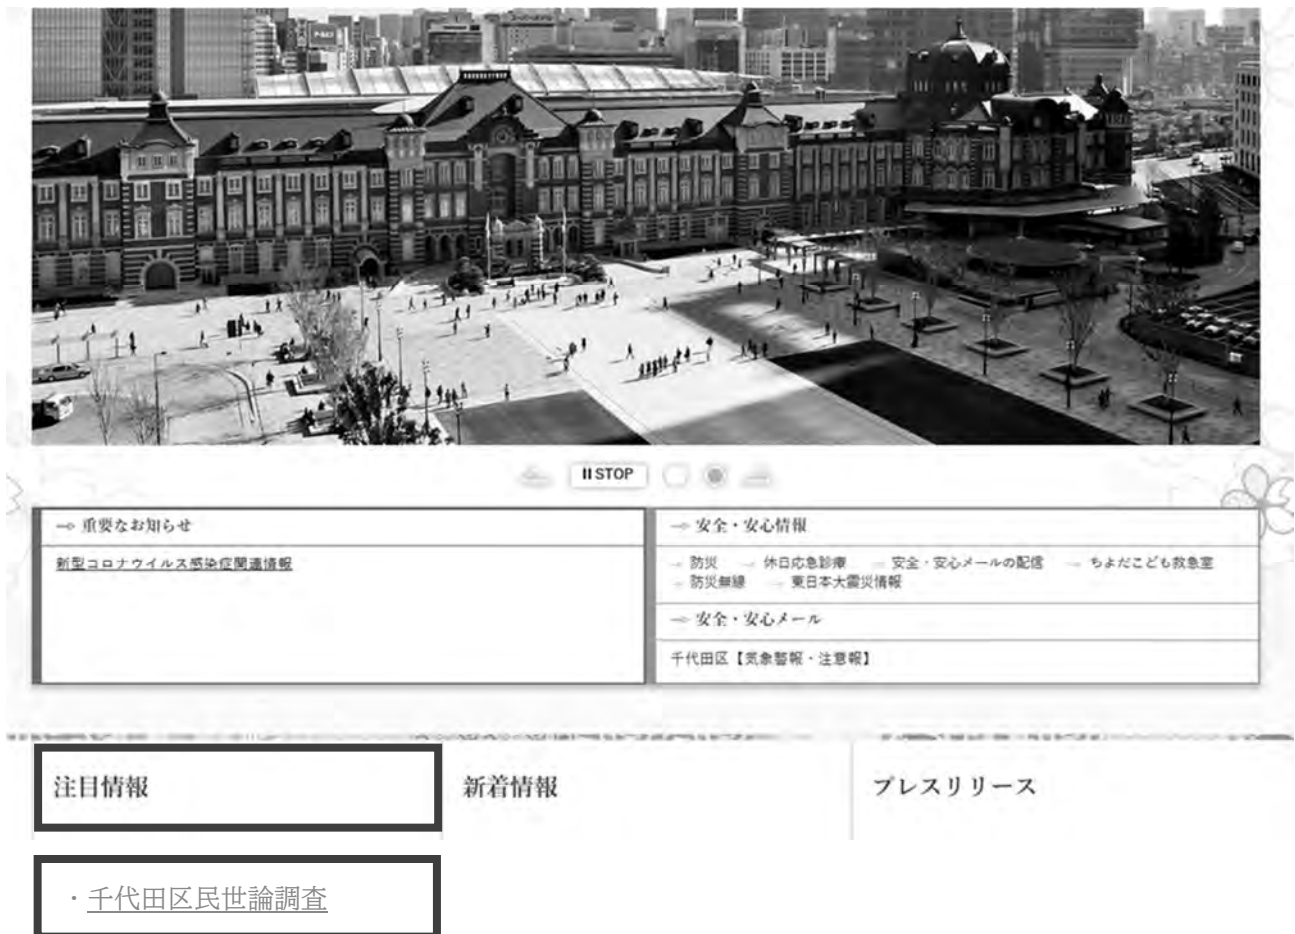 II STOP
重要なお知らせ
新型コロナウイルス感染症関連情報
安全・安心情報
防災 休日応急診療 安全・安心メールの配信 ちよだこども救急室
防災無線 東日本大震災情報
安全・安心メール
千代田区【気象警報・注意報】
注目情報
新着情報
プレスリリース
・千代田区民世論調査